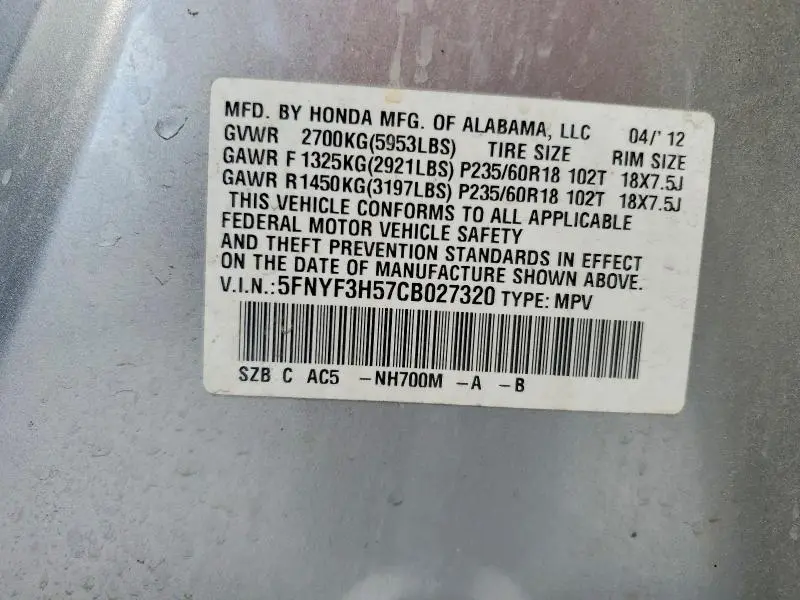 MFD. BY HONDA MFG. OF ALABAMA, LLC 04/'12
GVWR 2700KG(5953LBS) TIRE SIZE RIM SIZE
GAWR F 1325KG(2921LBS) P235/60R18 102T 18X7.5J
GAWR R 1450KG(3197LBS) P235/60R18 102T 18X7.5J
THIS VEHICLE CONFORMS TO ALL APPLICABLE
FEDERAL MOTOR VEHICLE SAFETY
AND THEFT PREVENTION STANDARDS IN EFFECT
ON THE DATE OF MANUFACTURE SHOWN ABOVE.
V.I.N.:5FNYF3H57CB027320 TYPE: MPV
SZB C AC5 -NH700M -A -B